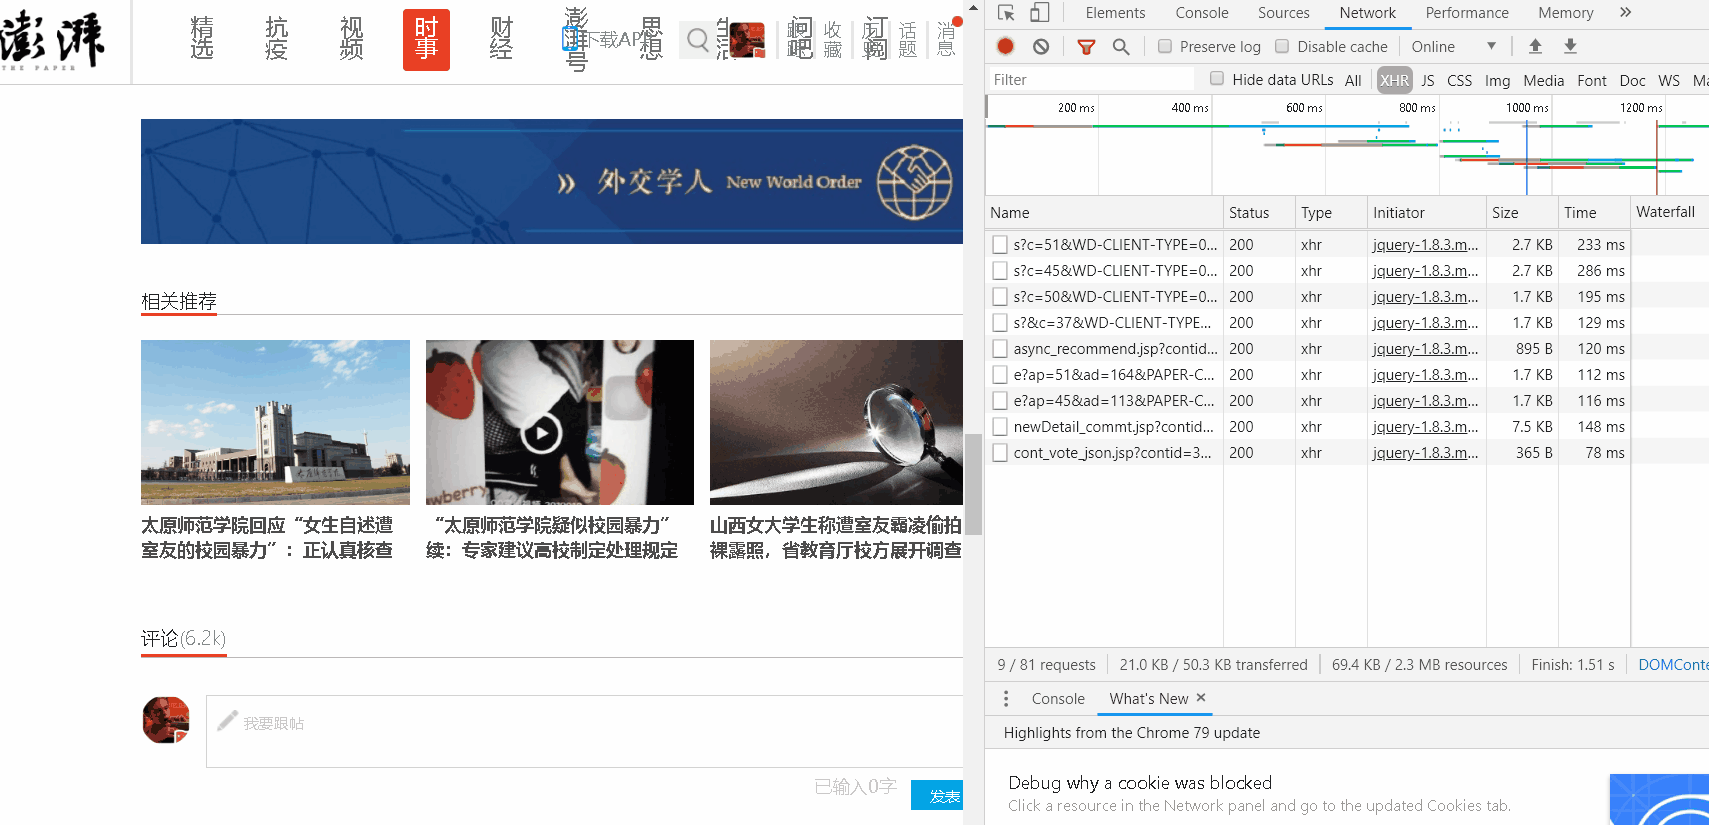 澎湃
THE PAPER
精选
抗疫
视频
时事
财经
澎湃号
下载AP
思想
问吧
订阅
收藏
话题
消息
外交学人 New World Order
相关推荐
太原师范学院回应“女生自述遭
室友的校园暴力”：正认真核查
“太原师范学院疑似校园暴力”
续：专家建议高校制定处理规定
山西女大学生称遭室友霸凌偷拍
裸露照，省教育厅校方展开调查
评论(6.2k)
我要跟帖
已输入0字
发表
Elements Console Sources Network Performance Memory »
Preserve log Disable cache Online
Filter Hide data URLs All XHR JS CSS Img Media Font Doc WS Ma
200 ms 400 ms 600 ms 800 ms 1000 ms 1200 ms
Name Status Type Initiator Size Time Waterfall
s?c=51&WD-CLIENT-TYPE=0... 200 xhr jquery-1.8.3.m... 2.7 KB 233 ms
s?c=45&WD-CLIENT-TYPE=0... 200 xhr jquery-1.8.3.m... 2.7 KB 286 ms
s?c=50&WD-CLIENT-TYPE=0... 200 xhr jquery-1.8.3.m... 1.7 KB 195 ms
s?&c=37&WD-CLIENT-TYPE... 200 xhr jquery-1.8.3.m... 1.7 KB 129 ms
async_recommend.jsp?contid... 200 xhr jquery-1.8.3.m... 895 B 120 ms
e?ap=51&ad=164&PAPER-C... 200 xhr jquery-1.8.3.m... 1.7 KB 112 ms
e?ap=45&ad=113&PAPER-C... 200 xhr jquery-1.8.3.m... 1.7 KB 116 ms
newDetail_commt.jsp?contid... 200 xhr jquery-1.8.3.m... 7.5 KB 148 ms
cont_vote_json.jsp?contid=3... 200 xhr jquery-1.8.3.m... 365 B 78 ms
9 / 81 requests 21.0 KB / 50.3 KB transferred 69.4 KB / 2.3 MB resources Finish: 1.51 s DOMConte
Console What's New ×
Highlights from the Chrome 79 update
Debug why a cookie was blocked
Click a resource in the Network panel and go to the updated Cookies tab.